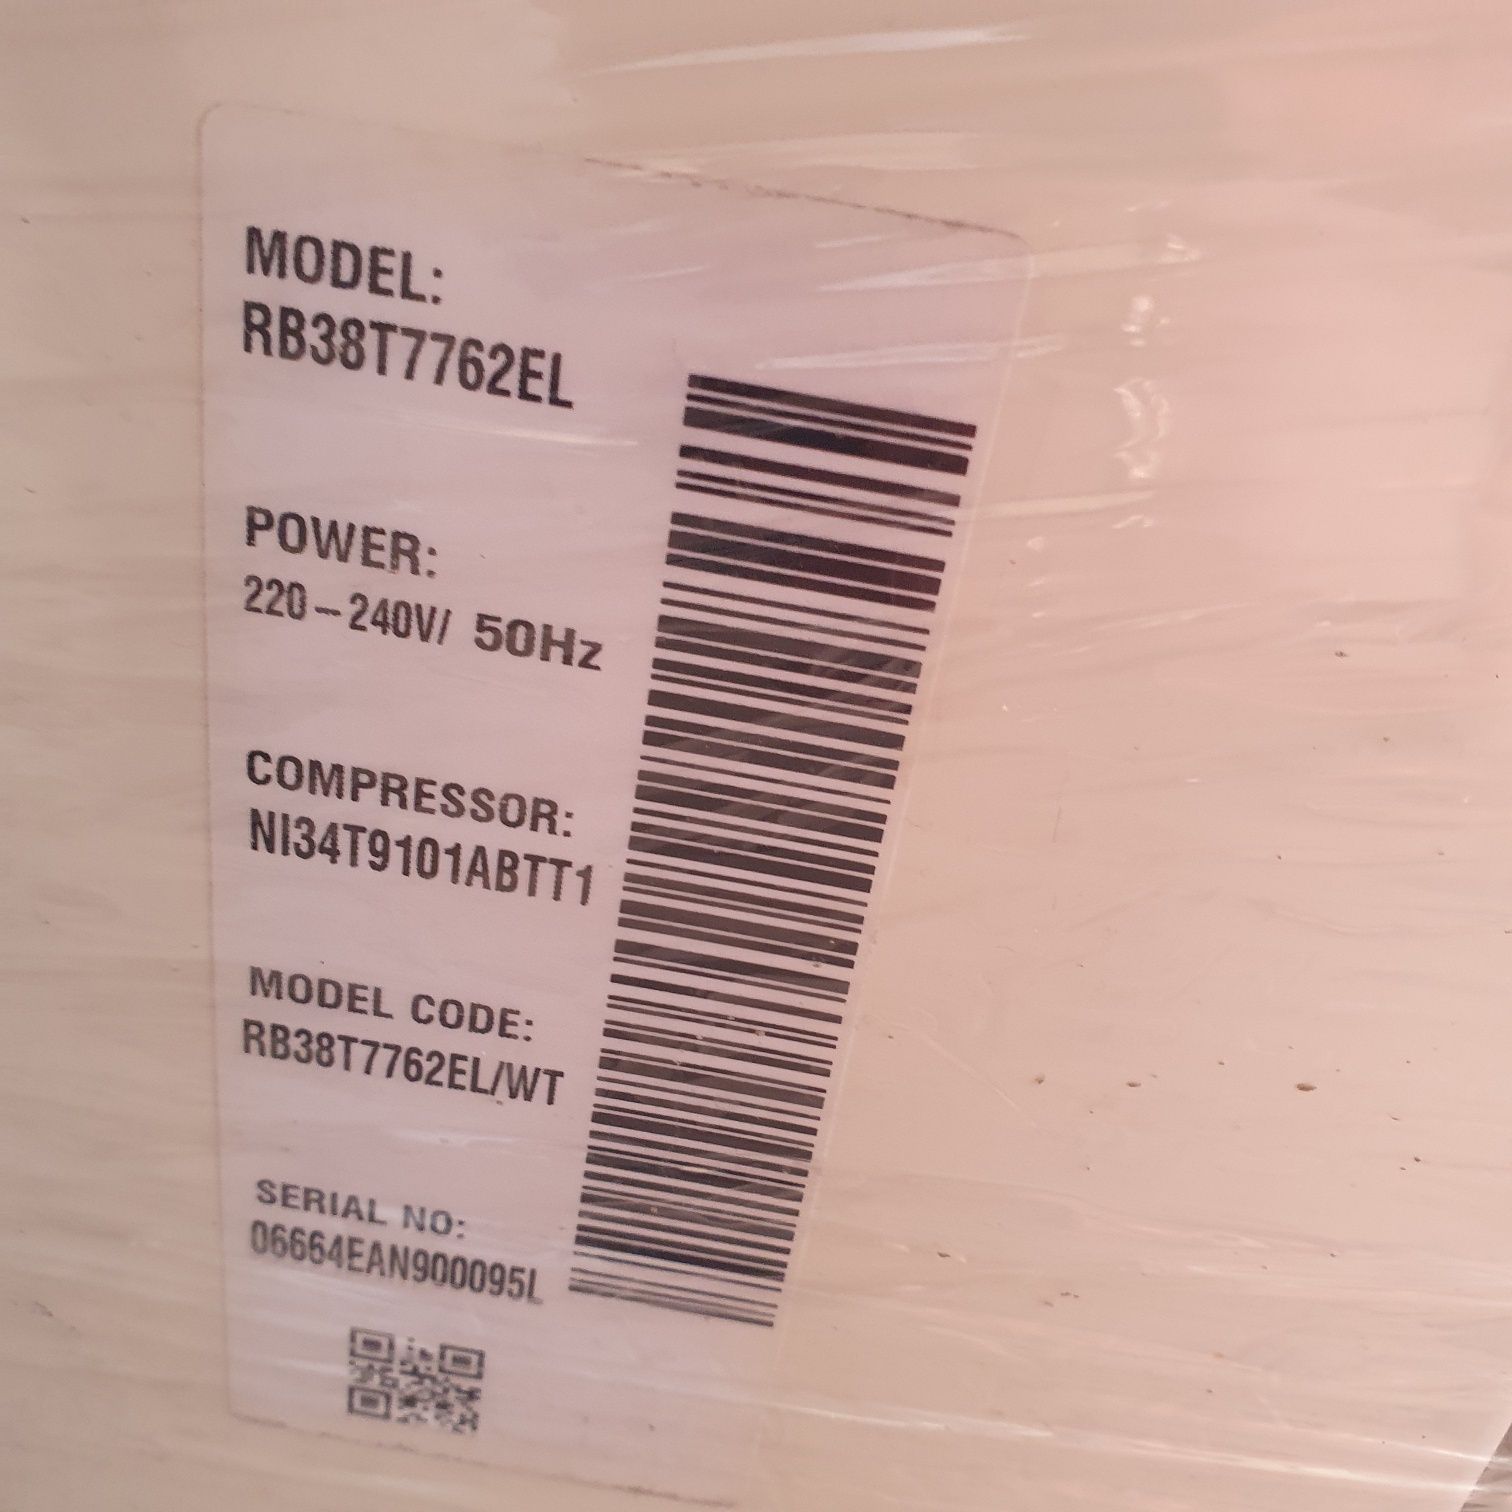 MODEL:
RB38T7762EL
POWER:
220-240V/ 50Hz
COMPRESSOR:
NI34T9101ABTT1
MODEL CODE:
RB38T7762EL/WT
SERIAL NO:
06664EAN900095L